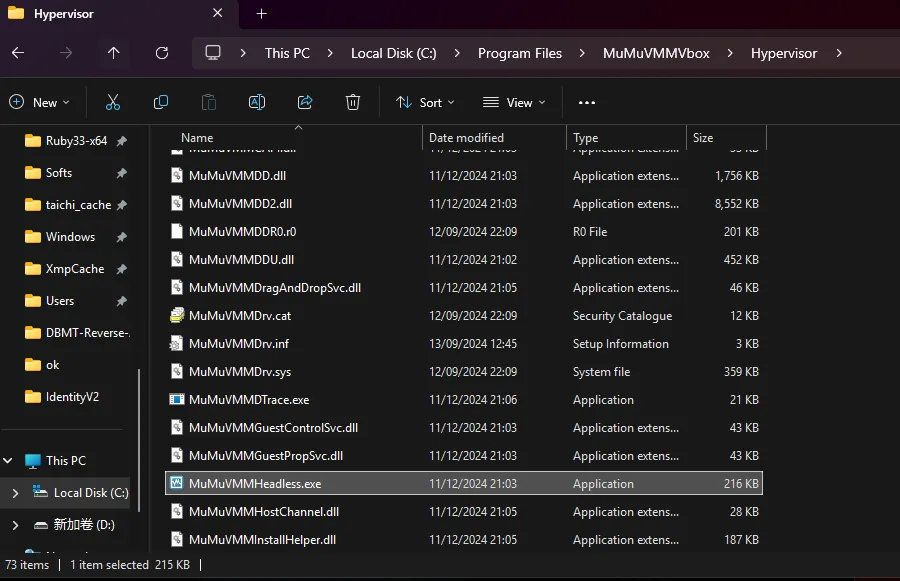 Hypervisor
This PC > Local Disk (C:) > Program Files > MuMuVMMVbox > Hypervisor >
New Sort View ...
Name Date modified Type Size
Ruby33-x64
Softs
taichi_cache
Windows
XmpCache
Users
DBMT-Reverse-.
ok
IdentityV2
This PC
Local Disk (C:)
新加卷 (D:)
MuMuVMMDD.dll 11/12/2024 21:03 Application extens... 1,756 KB
MuMuVMMDD2.dll 11/12/2024 21:03 Application extens... 8,552 KB
MuMuVMMDDR0.r0 12/09/2024 22:09 R0 File 201 KB
MuMuVMMDDU.dll 11/12/2024 21:02 Application extens... 452 KB
MuMuVMMDragAndDropSvc.dll 11/12/2024 21:05 Application extens... 46 KB
MuMuVMMDrv.cat 12/09/2024 22:09 Security Catalogue 12 KB
MuMuVMMDrv.inf 13/09/2024 12:45 Setup Information 3 KB
MuMuVMMDrv.sys 12/09/2024 22:09 System file 359 KB
MuMuVMMDTrace.exe 11/12/2024 21:06 Application 21 KB
MuMuVMMGuestControlSvc.dll 11/12/2024 21:03 Application extens... 43 KB
MuMuVMMGuestPropSvc.dll 11/12/2024 21:03 Application extens... 43 KB
MuMuVMMHeadless.exe 11/12/2024 21:03 Application 216 KB
MuMuVMMHostChannel.dll 11/12/2024 21:05 Application extens... 28 KB
MuMuVMMInstallHelper.dll 11/12/2024 21:05 Application extens... 187 KB
73 items | 1 item selected 215 KB |